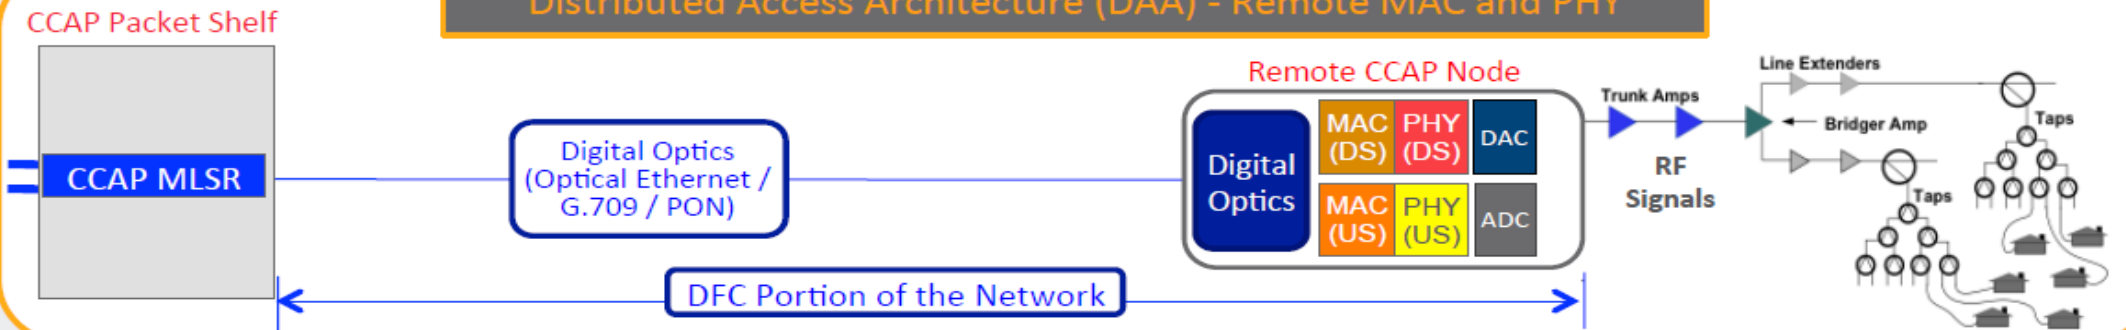 Distributed Access Architecture (DAA) - Remote MAC and PHY
CCAP Packet Shelf
CCAP MLSR
Digital Optics
(Optical Ethernet /
G.709 / PON)
DFC Portion of the Network
Remote CCAP Node
Digital
Optics
MAC
(DS)
PHY
(DS)
DAC
MAC
(US)
PHY
(US)
ADC
Trunk Amps
RF
Signals
Line Extenders
Bridger Amp
Taps
Taps